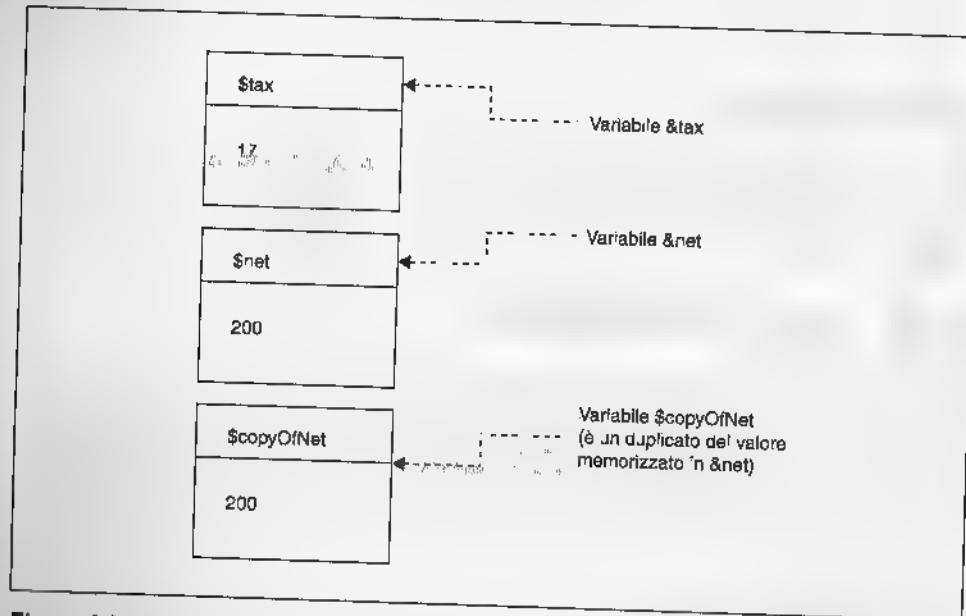 $tax
Variabile &tax
17
Variabile &net
$net
200
Variabile $copyOfNet
(è un duplicato del valore
memorizzato in &net)
$copyOfNet
200